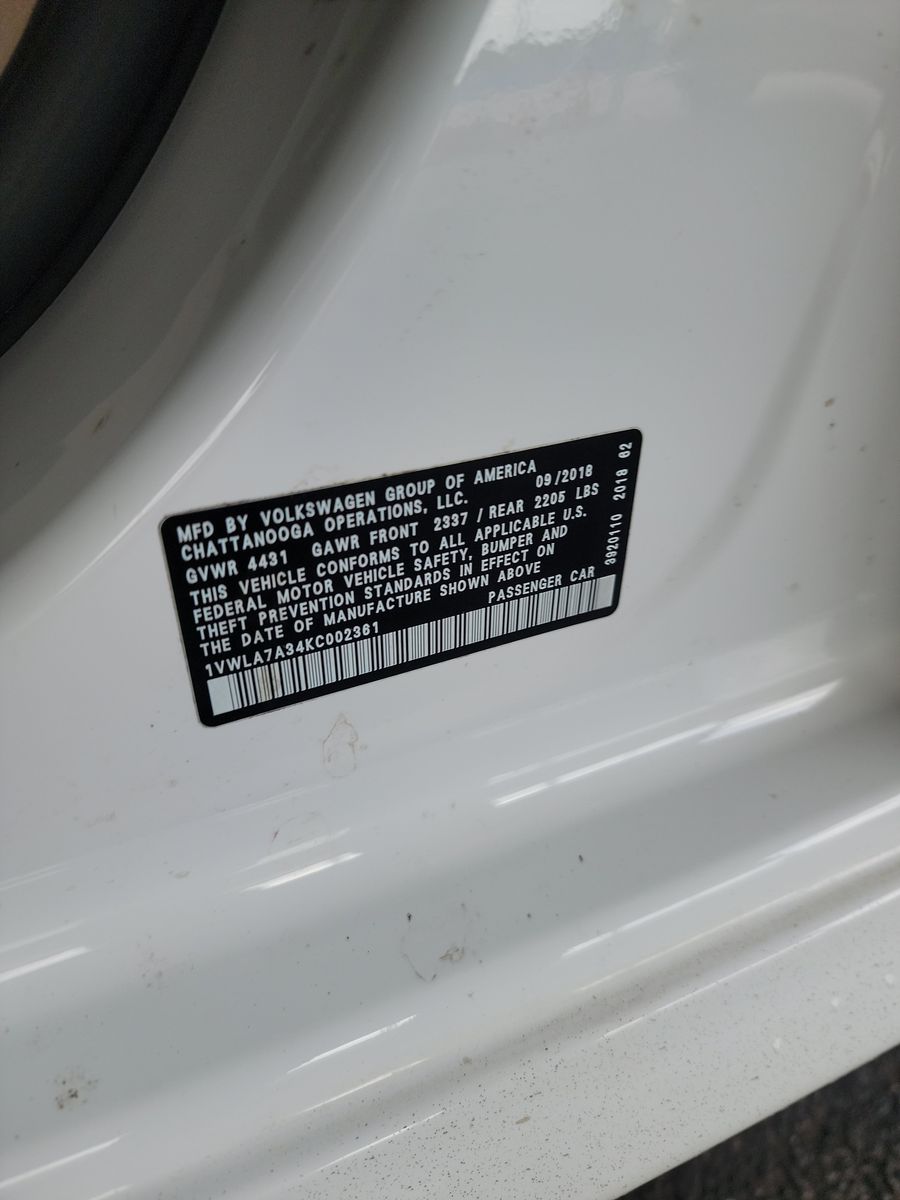 MFD BY VOLKSWAGEN GROUP OF AMERICA
CHATTANOOGA OPERATIONS, LLC. 09/2018
GVWR 4431 GAWR FRONT 2337 / REAR 2205 LBS
THIS VEHICLE CONFORMS TO ALL APPLICABLE U.S.
FEDERAL MOTOR VEHICLE SAFETY, BUMPER AND
THEFT PREVENTION STANDARDS IN EFFECT ON
THE DATE OF MANUFACTURE SHOWN ABOVE
1VWLA7A34KC002361 PASSENGER CAR
3920110 2018 62